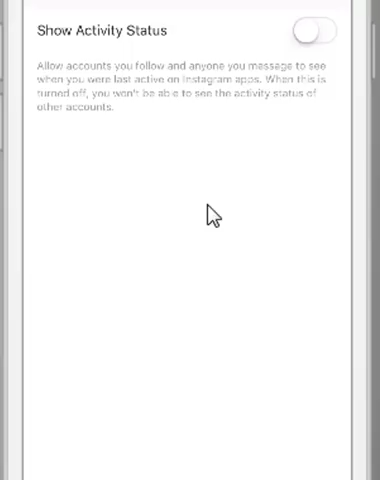 Show Activity Status
Allow accounts you follow and anyone you message to see
when you were last active on Instagram apps. When this is
turned off, you won't be able to see the activity status of
other accounts.